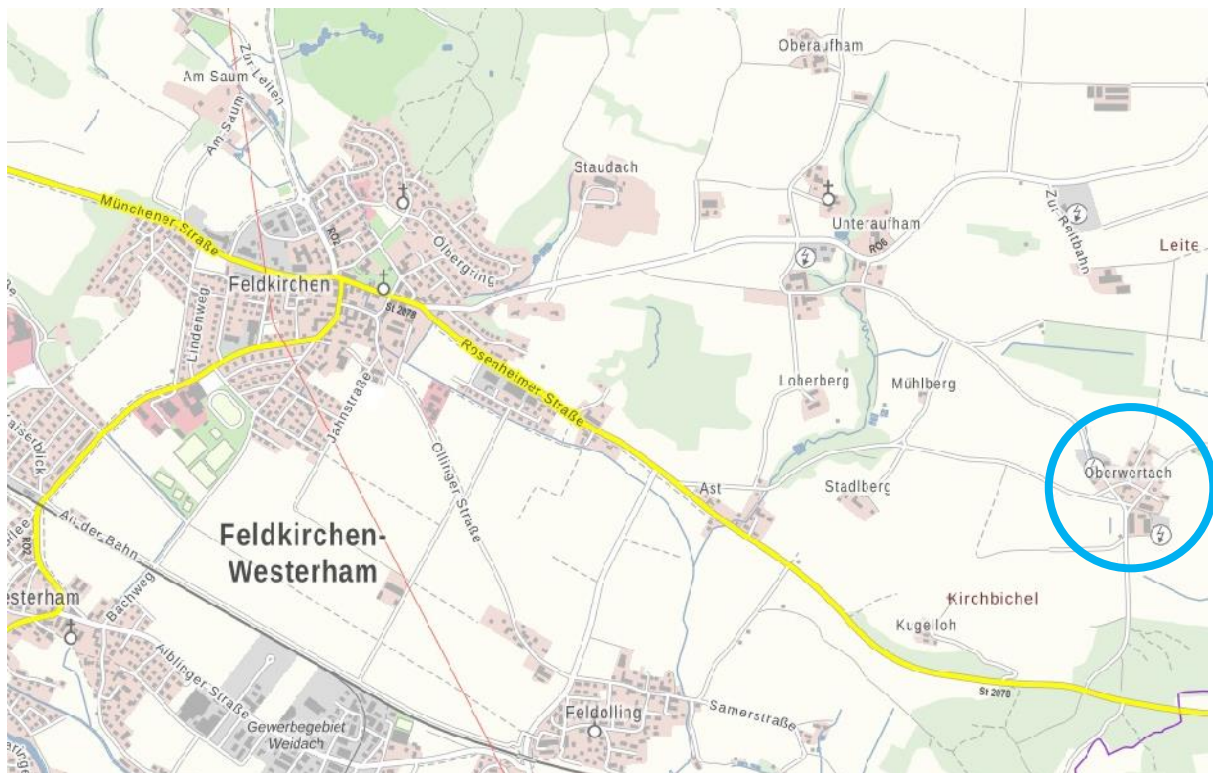 Oberaufham
Am Saum
Zur Leiten
Am-Saum
Staudach
Münchener Straße
RO2
Ölbergring
Unteraufham
RO6
Zur-Reitbahn
Leite
Feldkirchen
St 2078
Lindenweg
Rosenheimer Straße
Jahnstraße
Loherberg
Mühlberg
Ollinger Straße
Oberwertach
Ast
Stadlberg
Feldkirchen-
Westerham
An der Bahn
RO2
Bachweg
esterham
Kirchbichel
Kugelloh
Aiblinger Straße
St 2078
Feldolling
Samerstraße
Gewerbegebiet
Weidach